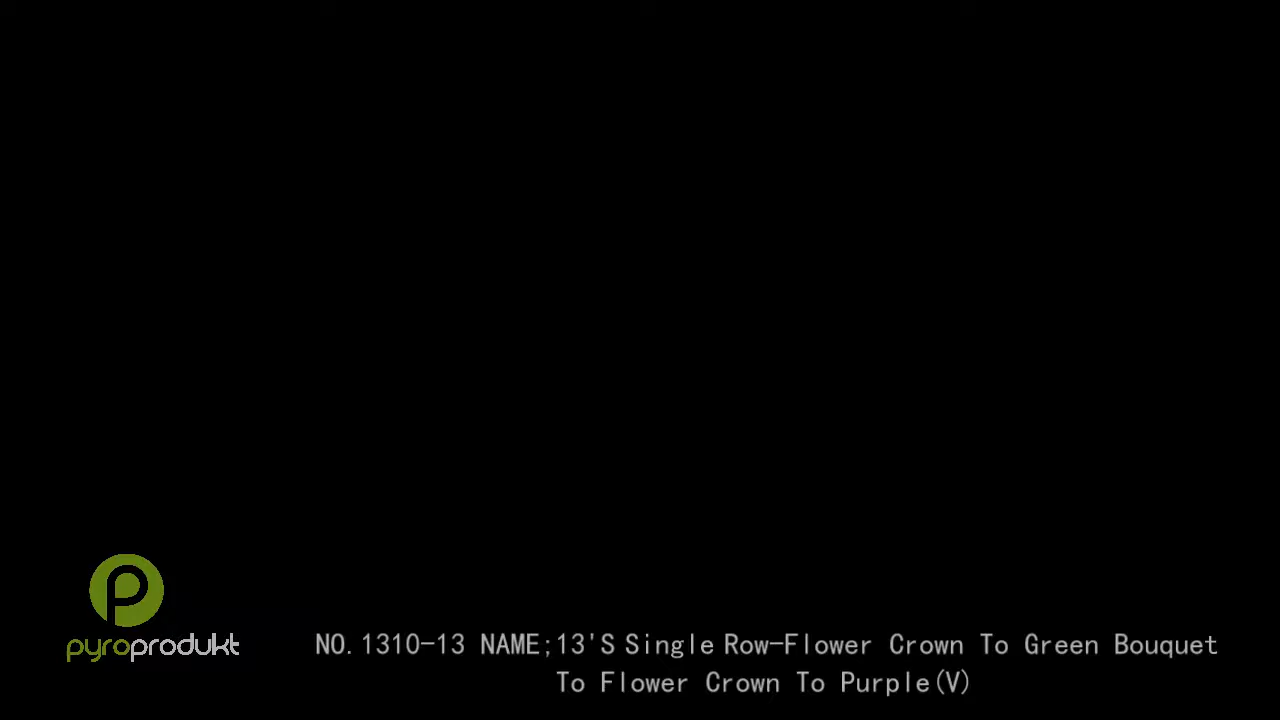 pyroprodukt
NO.1310-13 NAME;13'S Single Row-Flower Crown To Green Bouquet
To Flower Crown To Purple(V)